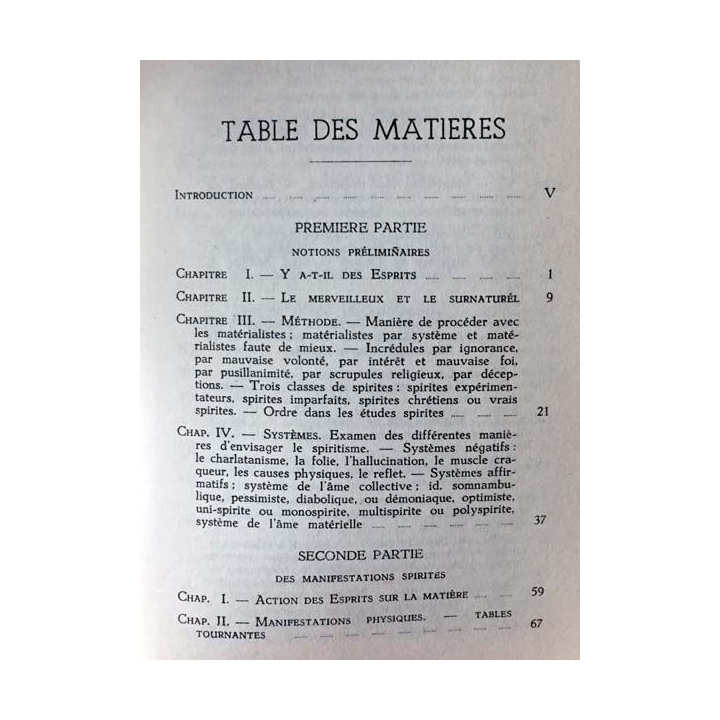 TABLE DES MATIERES
INTRODUCTION ..... ..... ..... ..... ..... ..... ..... ..... ..... V
PREMIERE PARTIE
NOTIONS PRÉLIMIÑAIRES
CHAPITRE I. — Y A-T-IL DES ESPRITS ..... ..... ..... ..... 1
CHAPITRE II. — LE MERVEILLEUX ET LE SURNATURÉL 9
CHAPITRE III. — MÉTHODE. — Manière de procéder avec
les matérialistes ; matérialistes par système et maté-
rialistes faute de mieux. — Incrédules par ignorance,
par mauvaise volonté, par intérêt et mauvaise foi,
par pusillanimité, par scrupules religieux, par décep-
tions. — Trois classes de spirites : spirites expérimen-
tateurs, spirites imparfaits, spirites chrétiens ou vrais
spirites. — Ordre dans les études spirites ..... ..... ..... 21
CHAP. IV. — SYSTÈMES. Examen des différentes maniè-
res d'envisager le spiritisme. — Systèmes négatifs :
le charlatanisme, la folie, l'hallucination, le muscle cra-
queur, les causes physiques, le reflet. — Systèmes affir-
matifs ; système de l'âme collective ; id. somnambu-
lique, pessimiste, diabolique, ou démoniaque, optimiste,
uni-spirite ou monospirite, multispirite ou polyspirite,
système de l'âme matérielle ..... ..... ..... ..... ..... ..... 37
SECONDE PARTIE
DES MANIFESTATIONS SPIRITES
CHAP. I. — ACTION DES ESPRITS SUR LA MATIÈRE ..... ..... 59
CHAP. II. — MANIFESTATIONS PHYSIQUES. — TABLES
TOURNANTES ..... ..... ..... ..... ..... ..... ..... ..... 67